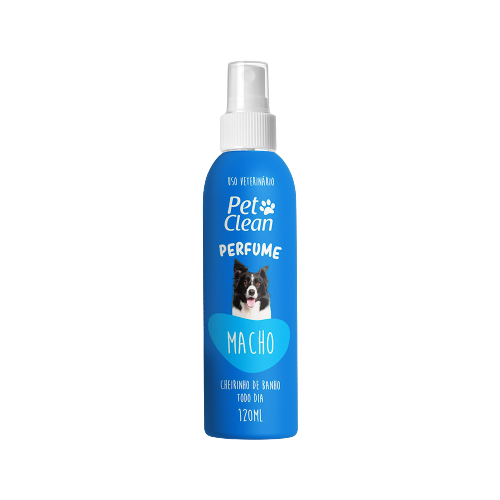 USO VETERINÁRIO
Pet
Clean
PERFUME
MACHO
CHEIRINHO DE BANHO
TODO DIA
120ML